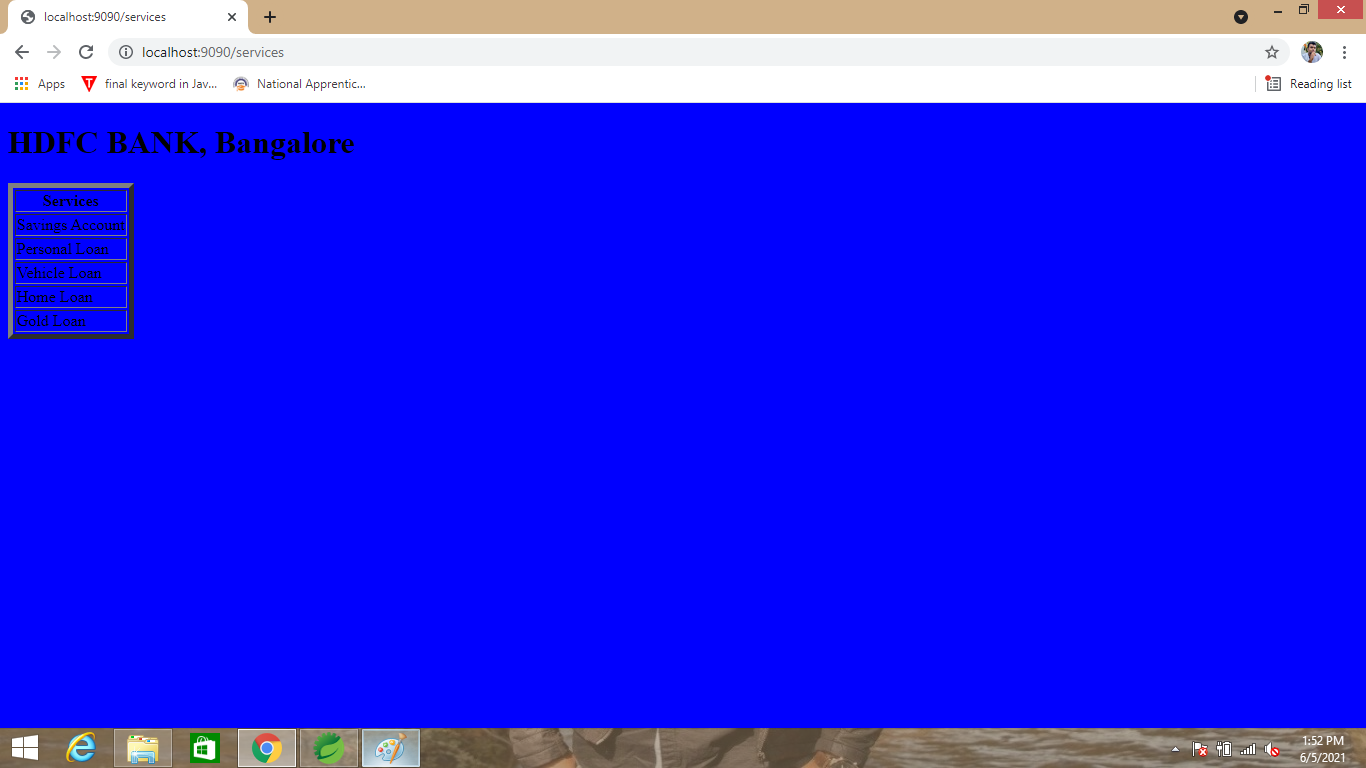 localhost:9090/services
localhost:9090/services
Apps
final keyword in Jav...
National Apprentic...
Reading list
HDFC BANK, Bangalore
Services
Savings Account
Personal Loan
Vehicle Loan
Home Loan
Gold Loan
1:52 PM
6/5/2021